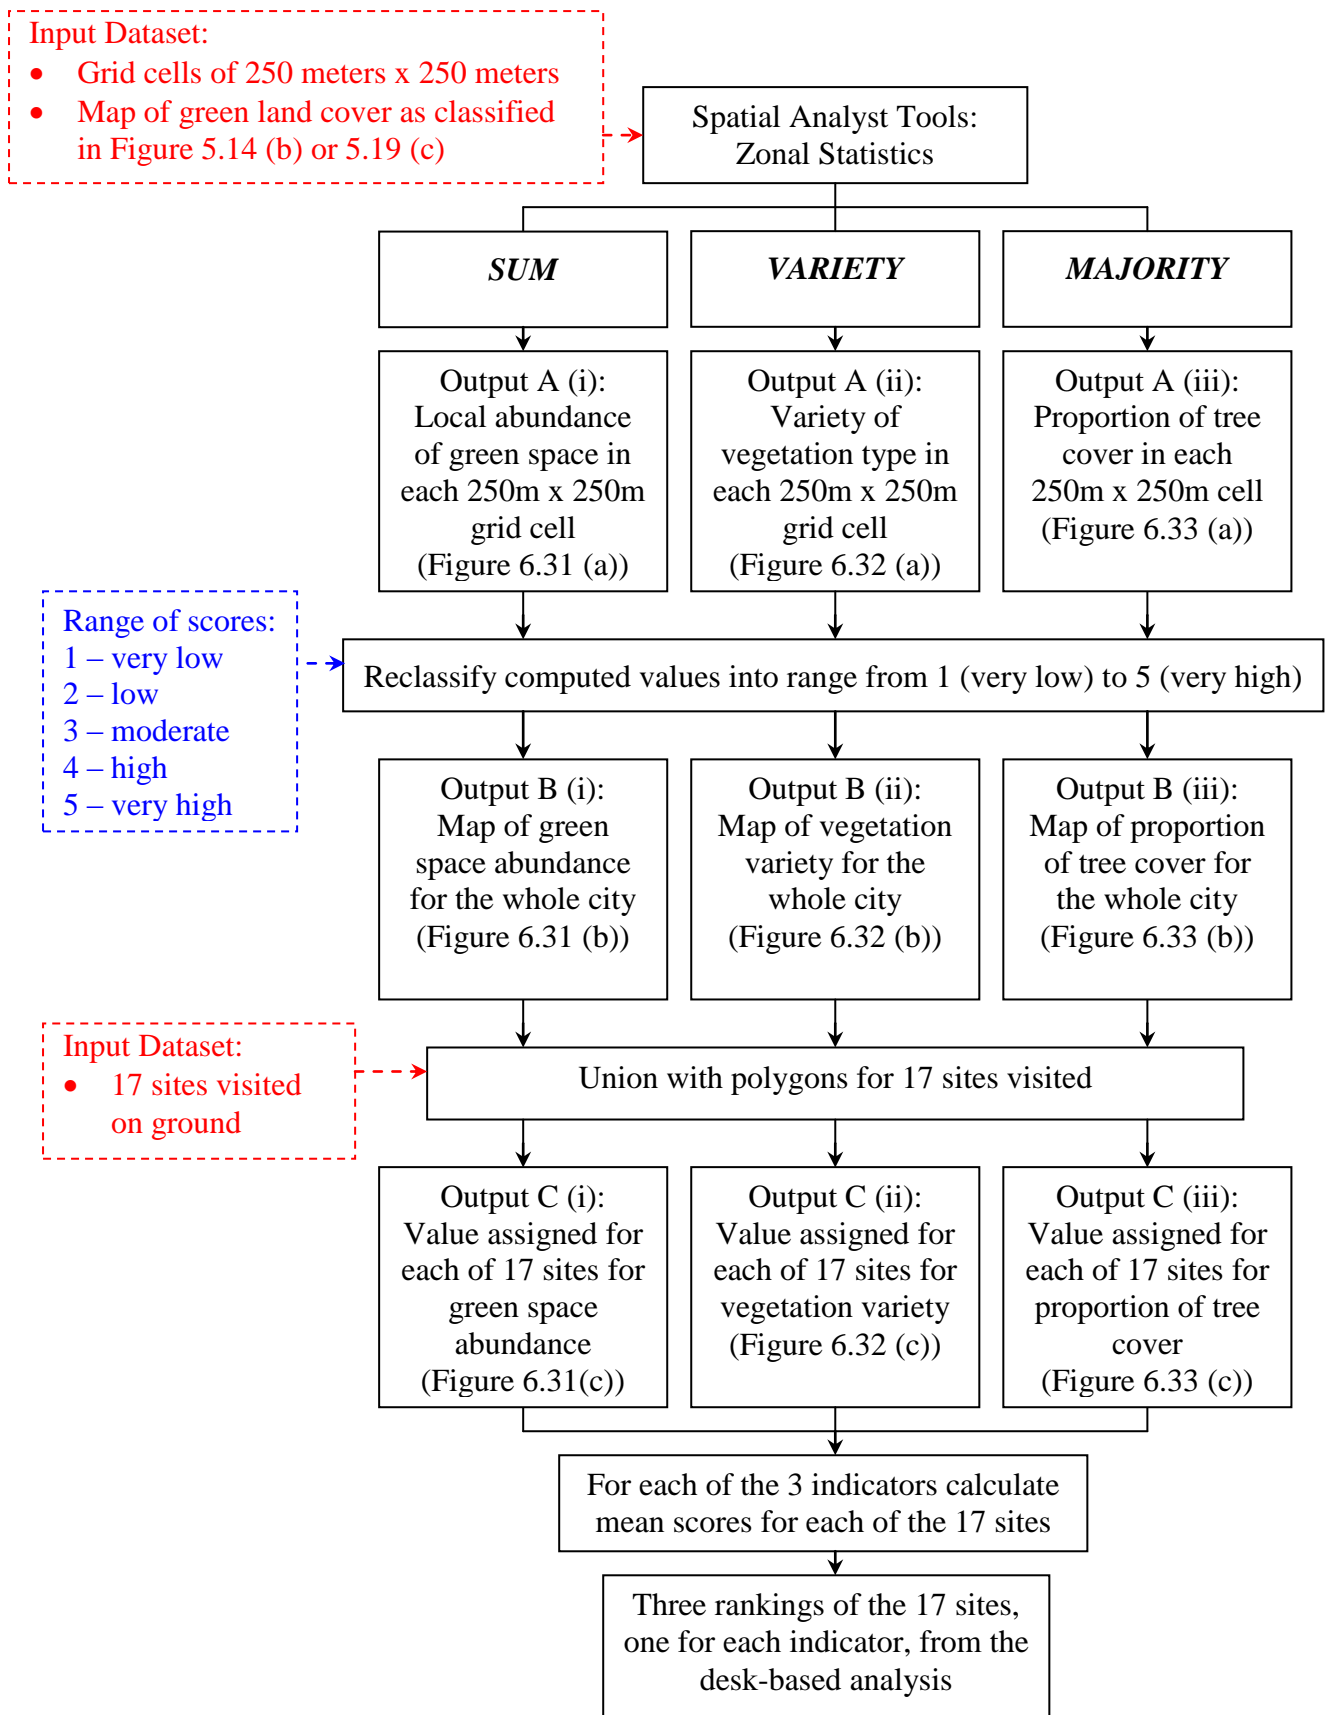 Input Dataset:
• Grid cells of 250 meters x 250 meters
• Map of green land cover as classified
in Figure 5.14 (b) or 5.19 (c)
Spatial Analyst Tools:
Zonal Statistics
SUM
VARIETY
MAJORITY
Output A (i):
Local abundance
of green space in
each 250m x 250m
grid cell
(Figure 6.31 (a))
Output A (ii):
Variety of
vegetation type in
each 250m x 250m
grid cell
(Figure 6.32 (a))
Output A (iii):
Proportion of tree
cover in each
250m x 250m cell
(Figure 6.33 (a))
Range of scores:
1 – very low
2 – low
3 – moderate
4 – high
5 – very high
Reclassify computed values into range from 1 (very low) to 5 (very high)
Output B (i):
Map of green
space abundance
for the whole city
(Figure 6.31 (b))
Output B (ii):
Map of vegetation
variety for the
whole city
(Figure 6.32 (b))
Output B (iii):
Map of proportion
of tree cover for
the whole city
(Figure 6.33 (b))
Input Dataset:
• 17 sites visited
on ground
Union with polygons for 17 sites visited
Output C (i):
Value assigned for
each of 17 sites for
green space
abundance
(Figure 6.31(c))
Output C (ii):
Value assigned for
each of 17 sites for
vegetation variety
(Figure 6.32 (c))
Output C (iii):
Value assigned for
each of 17 sites for
proportion of tree
cover
(Figure 6.33 (c))
For each of the 3 indicators calculate
mean scores for each of the 17 sites
Three rankings of the 17 sites,
one for each indicator, from the
desk-based analysis